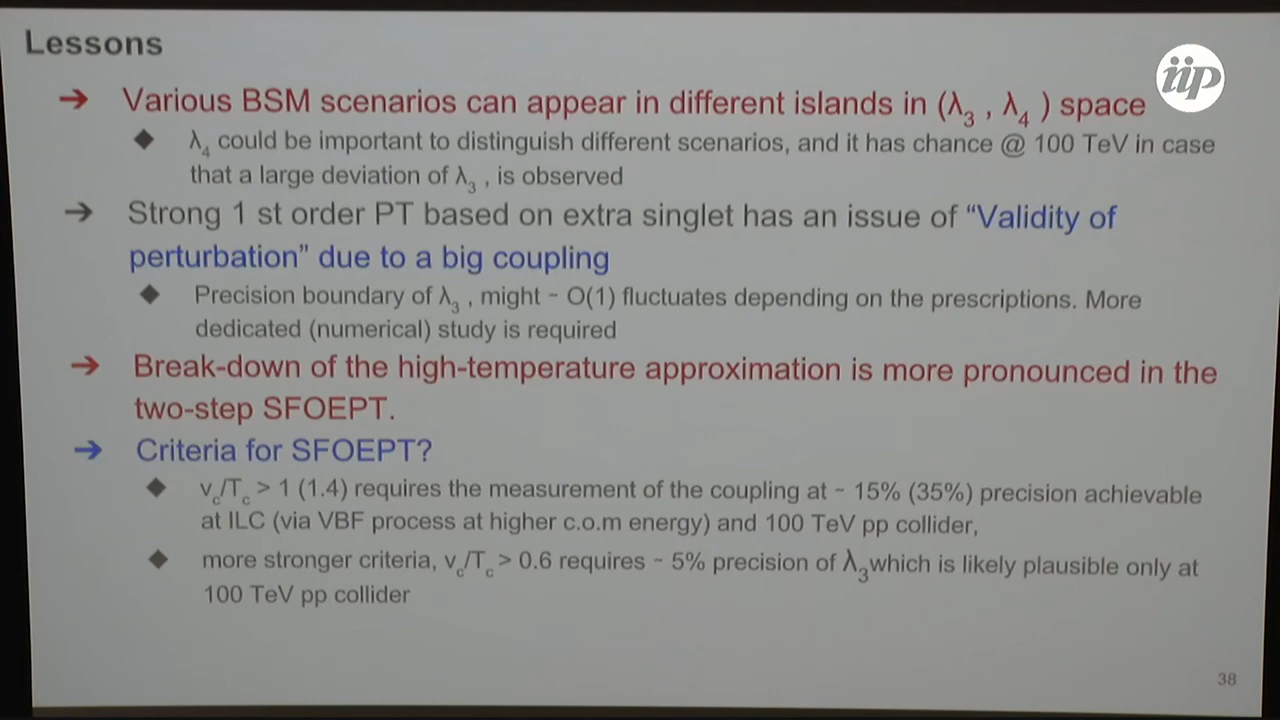 Lessons
iip
➔ Various BSM scenarios can appear in different islands in (λ₃ , λ₄ ) space
◆ λ₄ could be important to distinguish different scenarios, and it has chance @ 100 TeV in case
that a large deviation of λ₃ , is observed
➔ Strong 1 st order PT based on extra singlet has an issue of “Validity of
perturbation” due to a big coupling
◆ Precision boundary of λ₃ , might ~ O(1) fluctuates depending on the prescriptions. More
dedicated (numerical) study is required
➔ Break-down of the high-temperature approximation is more pronounced in the
two-step SFOEPT.
➔ Criteria for SFOEPT?
◆ v_c/T_c > 1 (1.4) requires the measurement of the coupling at ~ 15% (35%) precision achievable
at ILC (via VBF process at higher c.o.m energy) and 100 TeV pp collider,
◆ more stronger criteria, v_c/T_c > 0.6 requires ~ 5% precision of λ₃which is likely plausible only at
100 TeV pp collider
38